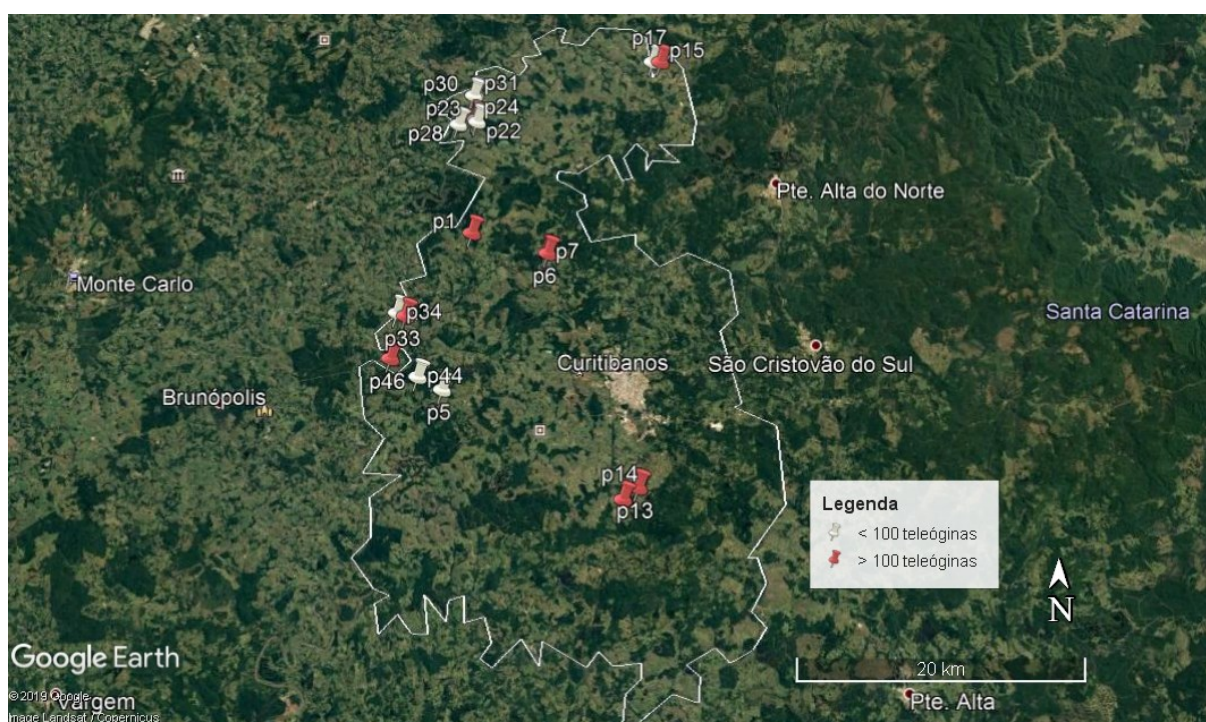 p17
p15
p30
p31
p23
p24
p28
p22
Pte. Alta do Norte
p1
p7
p6
Monte Carlo
p34
Santa Catarina
p33
Curitibanos
São Cristovão do Sul
p46
p44
Brunópolis
p5
p14
p13
Legenda
< 100 teleóginas
> 100 teleóginas
N
Google Earth
20 km
©2019 Google
Vargem
Pte. Alta
Image Landsat / Copernicus